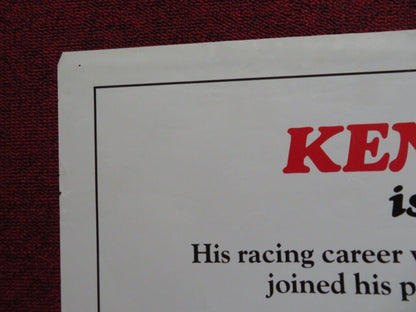 KEN
is
His racing career
joined his p